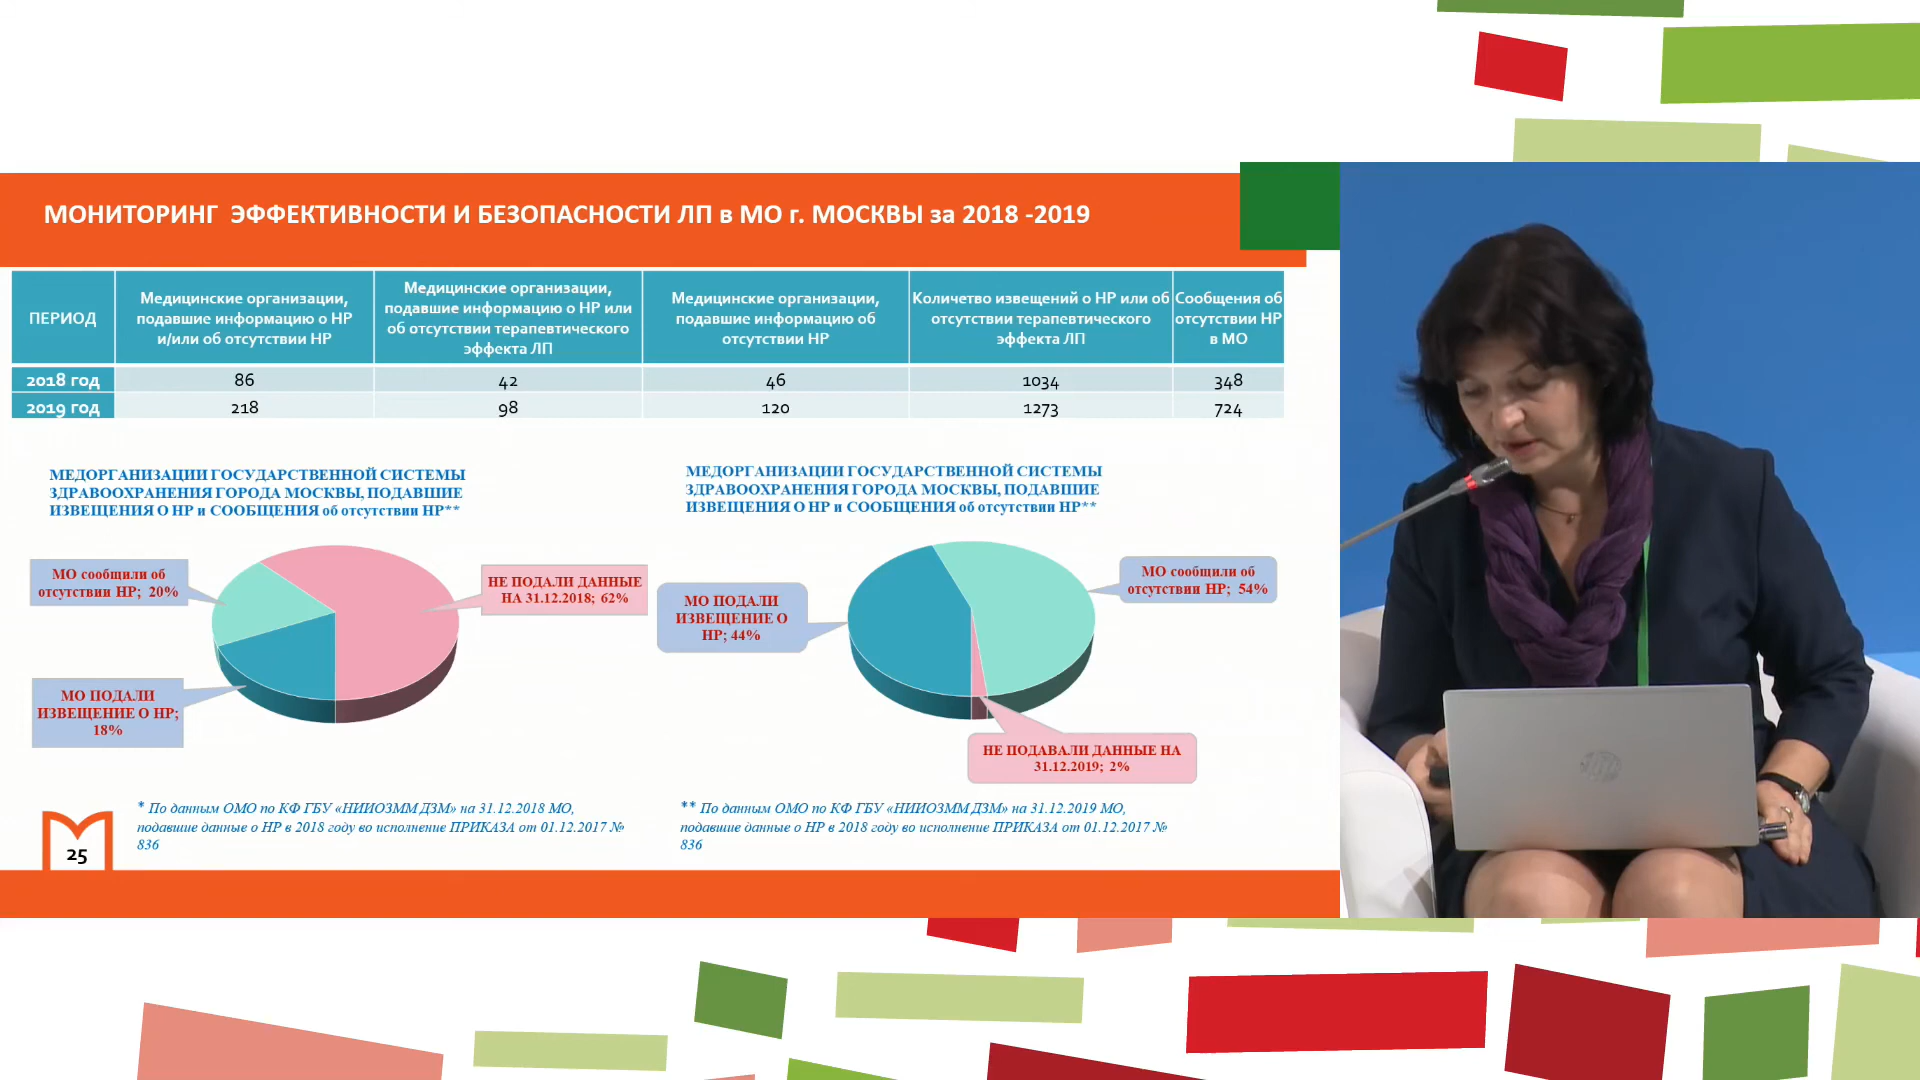 МОНИТОРИНГ ЭФФЕКТИВНОСТИ И БЕЗОПАСНОСТИ ЛП в МО г. МОСКВЫ за 2018 -2019
ПЕРИОД
Медицинские организации,
подавшие информацию о НР
и/или об отсутствии НР
Медицинские организации,
подавшие информацию о НР или
об отсутствии терапевтического
эффекта ЛП
Медицинские организации,
подавшие информацию об
отсутствии НР
Количетво извещений о НР или об
отсутствии терапевтического
эффекта ЛП
Сообщения об
отсутствии НР
в МО
2018 год 86 42 46 1034 348
2019 год 218 98 120 1273 724
МЕДОРГАНИЗАЦИИ ГОСУДАРСТВЕННОЙ СИСТЕМЫ
ЗДРАВООХРАНЕНИЯ ГОРОДА МОСКВЫ, ПОДАВШИЕ
ИЗВЕЩЕНИЯ О НР и СООБЩЕНИЯ об отсутствии НР**
МО сообщили об
отсутствии НР; 20%
НЕ ПОДАЛИ ДАННЫЕ
НА 31.12.2018; 62%
МО ПОДАЛИ
ИЗВЕЩЕНИЕ О НР;
18%
* По данным ОМО по КФ ГБУ «НИИОЗММ ДЗМ» на 31.12.2018 МО,
подавшие данные о НР в 2018 году во исполнение ПРИКАЗА от 01.12.2017 №
836
МЕДОРГАНИЗАЦИИ ГОСУДАРСТВЕННОЙ СИСТЕМЫ
ЗДРАВООХРАНЕНИЯ ГОРОДА МОСКВЫ, ПОДАВШИЕ
ИЗВЕЩЕНИЯ О НР и СООБЩЕНИЯ об отсутствии НР**
МО ПОДАЛИ
ИЗВЕЩЕНИЕ О
НР; 44%
МО сообщили об
отсутствии НР; 54%
НЕ ПОДАВАЛИ ДАННЫЕ НА
31.12.2019; 2%
** По данным ОМО по КФ ГБУ «НИИОЗММ ДЗМ» на 31.12.2019 МО,
подавшие данные о НР в 2018 году во исполнение ПРИКАЗА от 01.12.2017 №
836
25